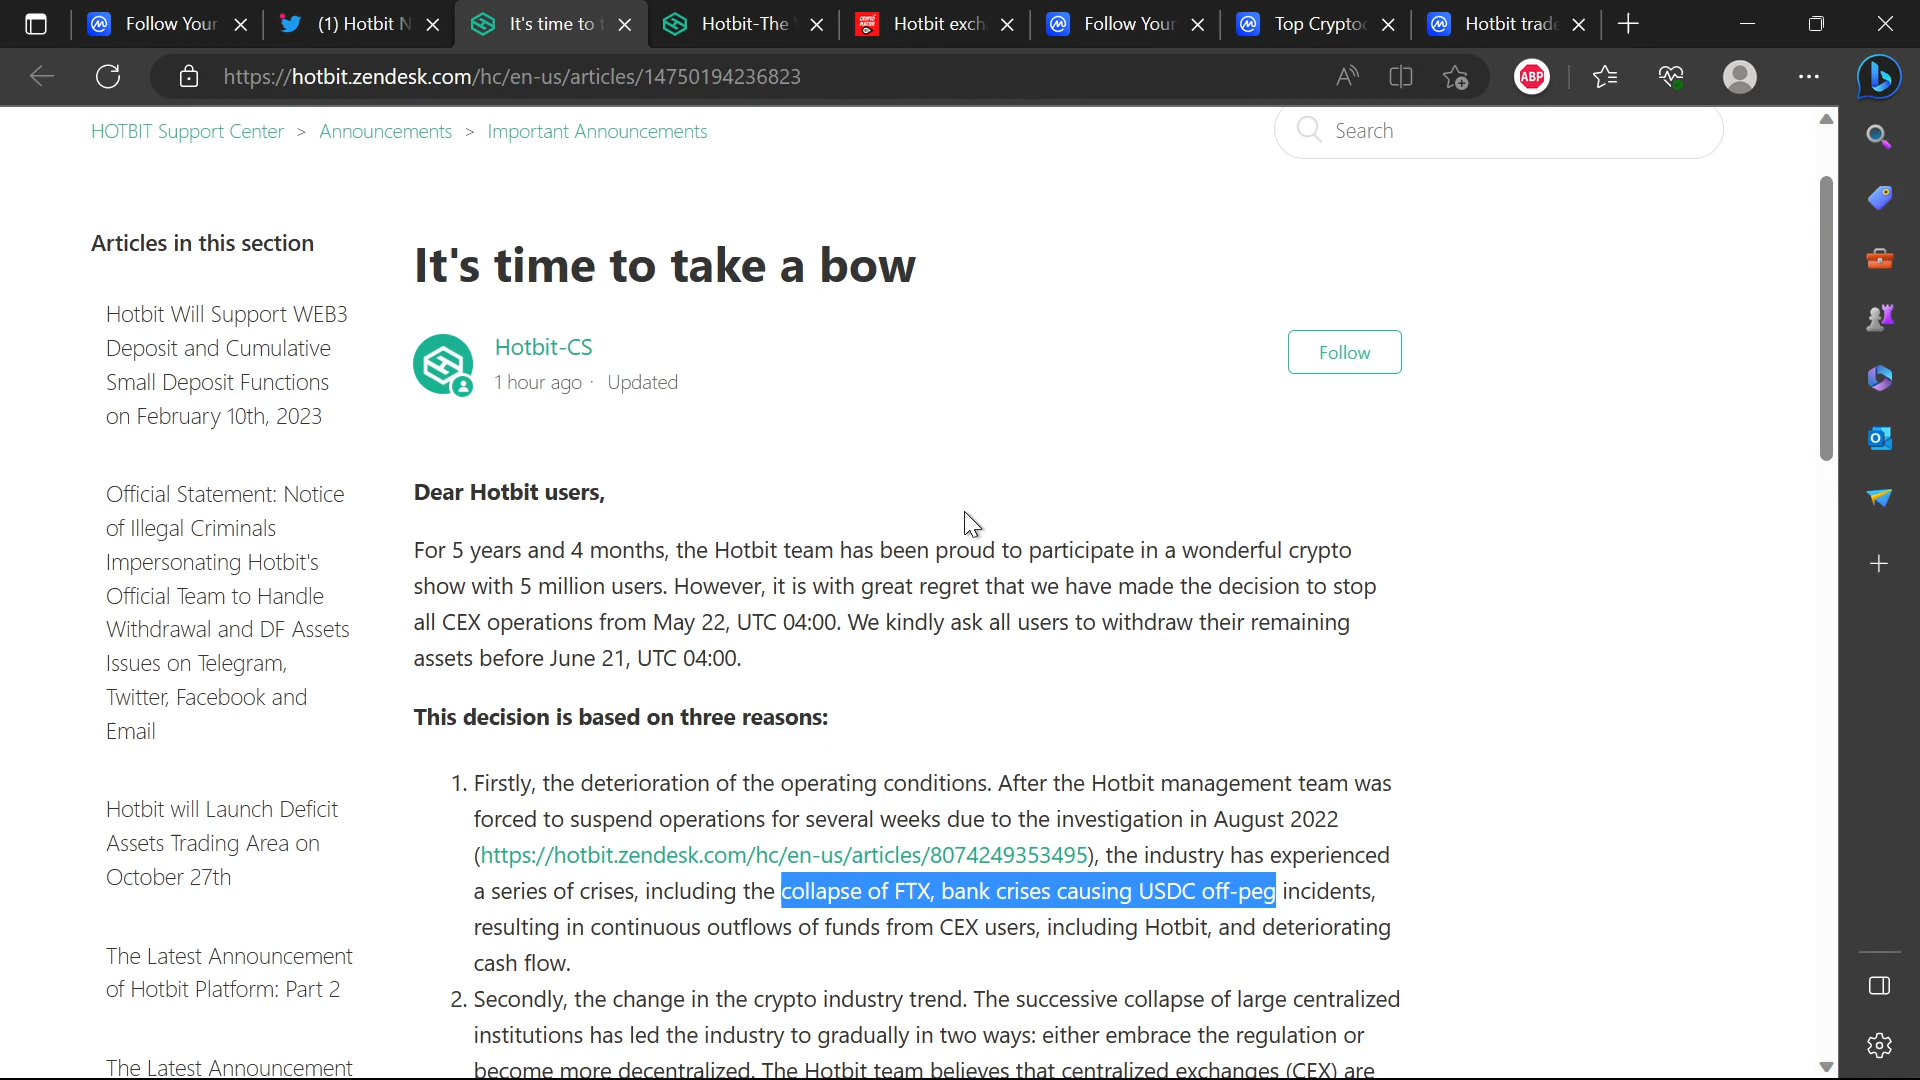 Follow Your
(1) Hotbit N
It's time to t
Hotbit-The
Hotbit exch
Follow Your
Top Crypto
Hotbit trade
https://hotbit.zendesk.com/hc/en-us/articles/14750194236823
ABP
HOTBIT Support Center > Announcements > Important Announcements
Search
Articles in this section
Hotbit Will Support WEB3
Deposit and Cumulative
Small Deposit Functions
on February 10th, 2023
Official Statement: Notice
of Illegal Criminals
Impersonating Hotbit's
Official Team to Handle
Withdrawal and DF Assets
Issues on Telegram,
Twitter, Facebook and
Email
Hotbit will Launch Deficit
Assets Trading Area on
October 27th
The Latest Announcement
of Hotbit Platform: Part 2
The Latest Announcement
It's time to take a bow
Hotbit-CS
1 hour ago · Updated
Follow
Dear Hotbit users,
For 5 years and 4 months, the Hotbit team has been proud to participate in a wonderful crypto
show with 5 million users. However, it is with great regret that we have made the decision to stop
all CEX operations from May 22, UTC 04:00. We kindly ask all users to withdraw their remaining
assets before June 21, UTC 04:00.
This decision is based on three reasons:
1. Firstly, the deterioration of the operating conditions. After the Hotbit management team was
forced to suspend operations for several weeks due to the investigation in August 2022
(https://hotbit.zendesk.com/hc/en-us/articles/8074249353495), the industry has experienced
a series of crises, including the collapse of FTX, bank crises causing USDC off-peg incidents,
resulting in continuous outflows of funds from CEX users, including Hotbit, and deteriorating
cash flow.
2. Secondly, the change in the crypto industry trend. The successive collapse of large centralized
institutions has led the industry to gradually in two ways: either embrace the regulation or
become more decentralized. The Hotbit team believes that centralized exchanges (CEX) are